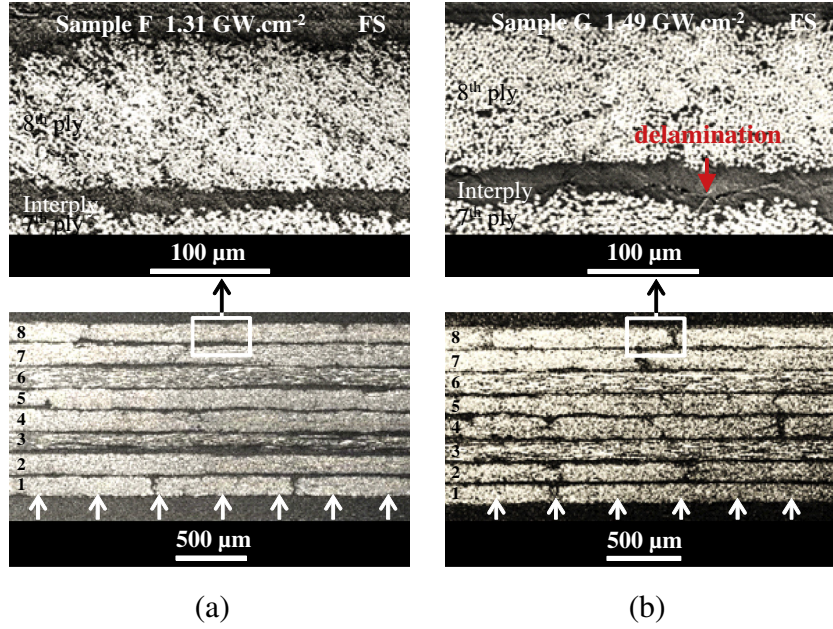 Sample F 1.31 GW.cm-2 FS
8th ply
Interply
7th ply
100 µm
8
7
6
5
4
3
2
1
500 µm
(a)
Sample G 1.49 GW.cm-2 FS
8th ply
delamination
Interply
7th ply
100 µm
8
7
6
5
4
3
2
1
500 µm
(b)